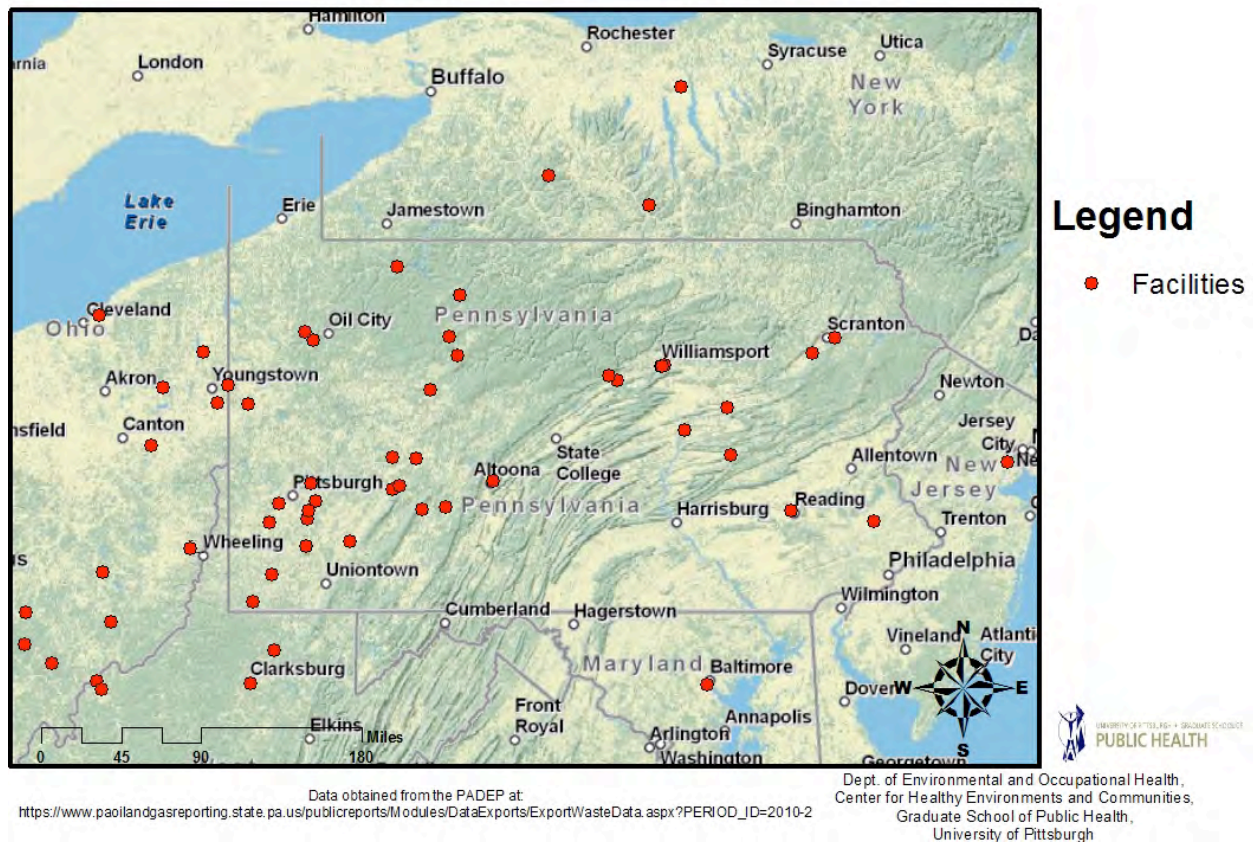 Hamilton
Rochester
Utica
Syracuse
London
Buffalo
New
York
Lake
Erie
Erie
Jamestown
Binghamton
Legend
Facilities
Cleveland
Ohio
Oil City
Pennsylvania
Scranton
Williamsport
Akron
Youngstown
Newton
nsfield
Canton
Jersey
City
State
College
Allentown
New
Jersey
Pittsburgh
Altoona
Pennsylvania
Harrisburg
Reading
Trenton
Wheeling
Philadelphia
Uniontown
Wilmington
Cumberland
Hagerstown
Vineland
Atlanti
City
N
W
E
S
Clarksburg
Maryland
Baltimore
Dover
Front
Royal
Annapolis
Elkins
Arlington
Washington
Georgetown
Miles
0 45 90 180
PUBLIC HEALTH
Data obtained from the PADEP at:
https://www.paoilandgasreporting.state.pa.us/publicreports/Modules/DataExports/ExportWasteData.aspx?PERIOD_ID=2010-2
Dept. of Environmental and Occupational Health,
Center for Healthy Environments and Communities,
Graduate School of Public Health,
University of Pittsburgh